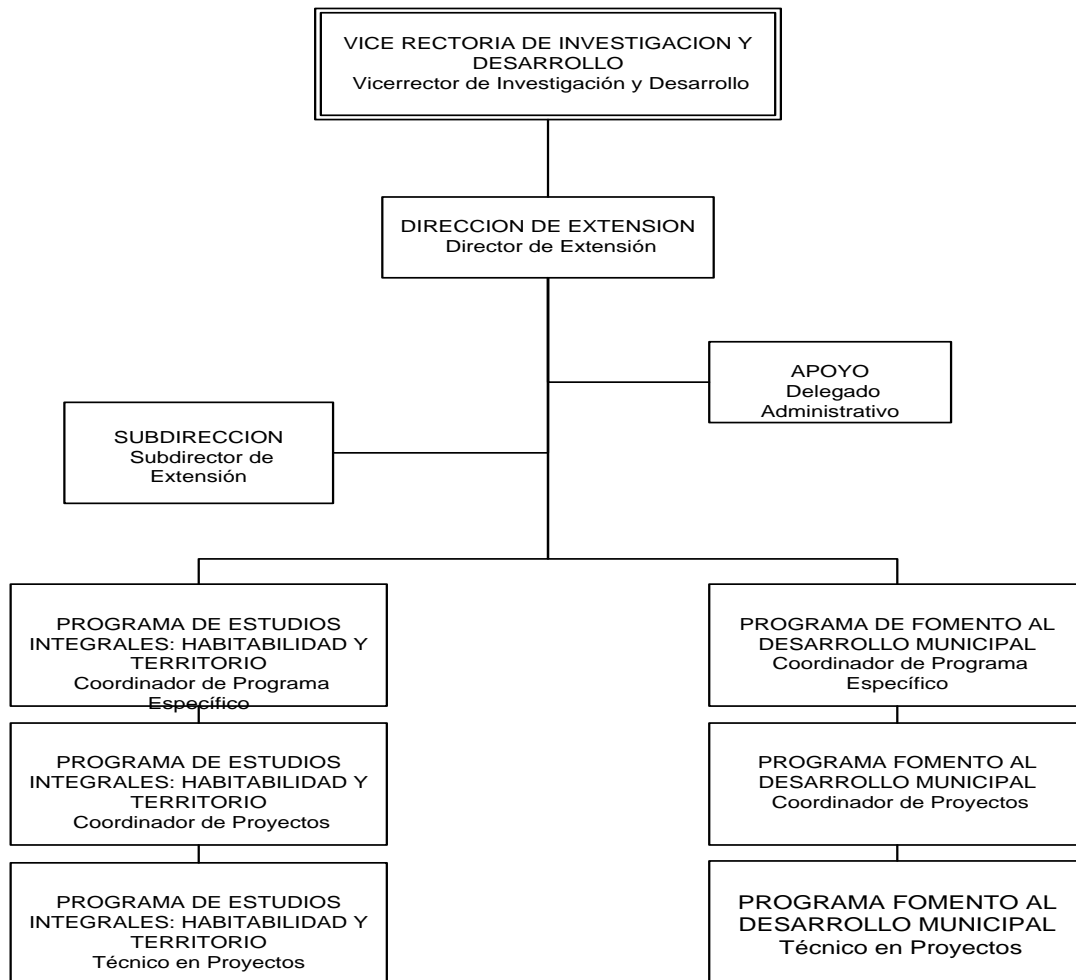 VICE RECTORIA DE INVESTIGACION Y
DESARROLLO
Vicerrector de Investigación y Desarrollo
DIRECCION DE EXTENSION
Director de Extensión
APOYO
Delegado
Administrativo
SUBDIRECCION
Subdirector de
Extensión
PROGRAMA DE ESTUDIOS
INTEGRALES: HABITABILIDAD Y
TERRITORIO
Coordinador de Programa
Específico
PROGRAMA DE FOMENTO AL
DESARROLLO MUNICIPAL
Coordinador de Programa
Específico
PROGRAMA DE ESTUDIOS
INTEGRALES: HABITABILIDAD Y
TERRITORIO
Coordinador de Proyectos
PROGRAMA FOMENTO AL
DESARROLLO MUNICIPAL
Coordinador de Proyectos
PROGRAMA DE ESTUDIOS
INTEGRALES: HABITABILIDAD Y
TERRITORIO
Técnico en Proyectos
PROGRAMA FOMENTO AL
DESARROLLO MUNICIPAL
Técnico en Proyectos